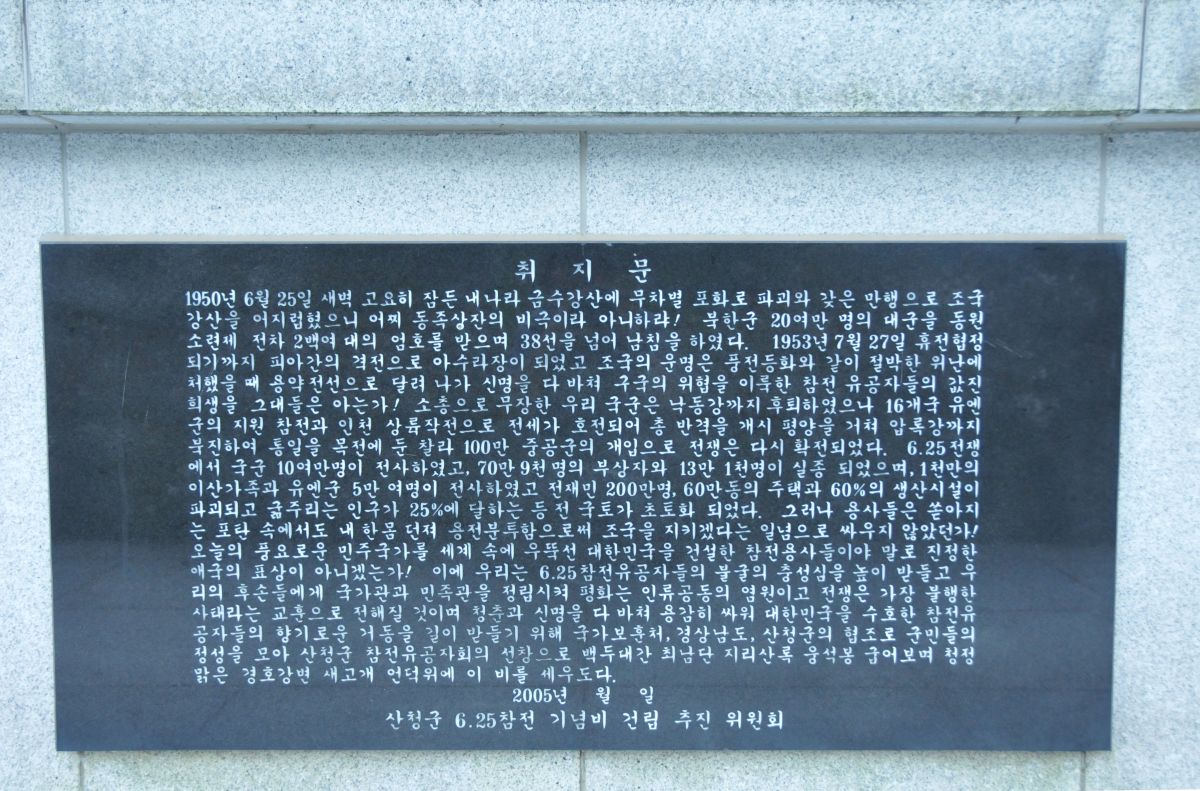 취 지 문
1950년 6월 25일 새벽 고요히 잠든 내나라 금수강산에 무차별 포화로 파괴와 갖은 만행으로 조국
강산을 어지럽혔으니 어찌 동족상잔의 비극이라 아니하랴! 북한군 20여만 명의 대군을 동원
소련제 전차 2백여 대의 엄호를 받으며 38선을 넘어 남침을 하였다. 1953년 7월 27일 휴전협정
되기까지 피아간의 격전으로 아수라장이 되었고 조국의 운명은 풍전등화와 같이 절박한 위난에
처했을 때 용약전선으로 달려 나가 신명을 다 바쳐 구국의 위협을 이룩한 참전 유공자들의 값진
희생을 그대들은 아는가! 소총으로 무장한 우리 국군은 낙동강까지 후퇴하였으나 16개국 유엔
군의 지원 참전과 인천 상륙작전으로 전세가 호전되어 총 반격을 개시 평양을 거쳐 압록강까지
북진하여 통일을 목전에 둔 찰라 100만 중공군의 개입으로 전쟁은 다시 확전되었다. 6.25전쟁
에서 국군 10여만명이 전사하였고, 70만 9천 명의 부상자와 13만 1천명이 실종 되었으며, 1천만의
이산가족과 유엔군 5만 여명이 전사하였고 전재민 200만명, 60만동의 주택과 60%의 생산시설이
파괴되고 굶주리는 인구가 25%에 달하는 등 전 국토가 초토화 되었다. 그러나 용사들은 쏟아지
는 포탄 속에서도 내 한몸 던져 용전분투함으로써 조국을 지키겠다는 일념으로 싸우지 않았던가!
오늘의 풍요로운 민주국가를 세계 속에 우뚝선 대한민국을 건설한 참전용사들이야 말로 진정한
애국의 표상이 아니겠는가! 이에 우리는 6.25참전유공자들의 불굴의 충성심을 높이 받들고 우
리의 후손들에게 국가관과 민족관을 정립시켜 평화는 인류공동의 염원이고 전쟁은 가장 불행한
사태라는 교훈으로 전해질 것이며 청춘과 신명을 다 바쳐 용감히 싸워 대한민국을 수호한 참전유
공자들의 향기로운 거동을 길이 받들기 위해 국가보훈처, 경상남도, 산청군의 협조로 군민들의
정성을 모아 산청군 참전유공자회의 선창으로 백두대간 최남단 지리산록 웅석봉 굽어보며 청정
맑은 경호강변 새고개 언덕위에 이 비를 세우도다.
2005년 월 일
산청군 6.25참전 기념비 건립 추진 위원회